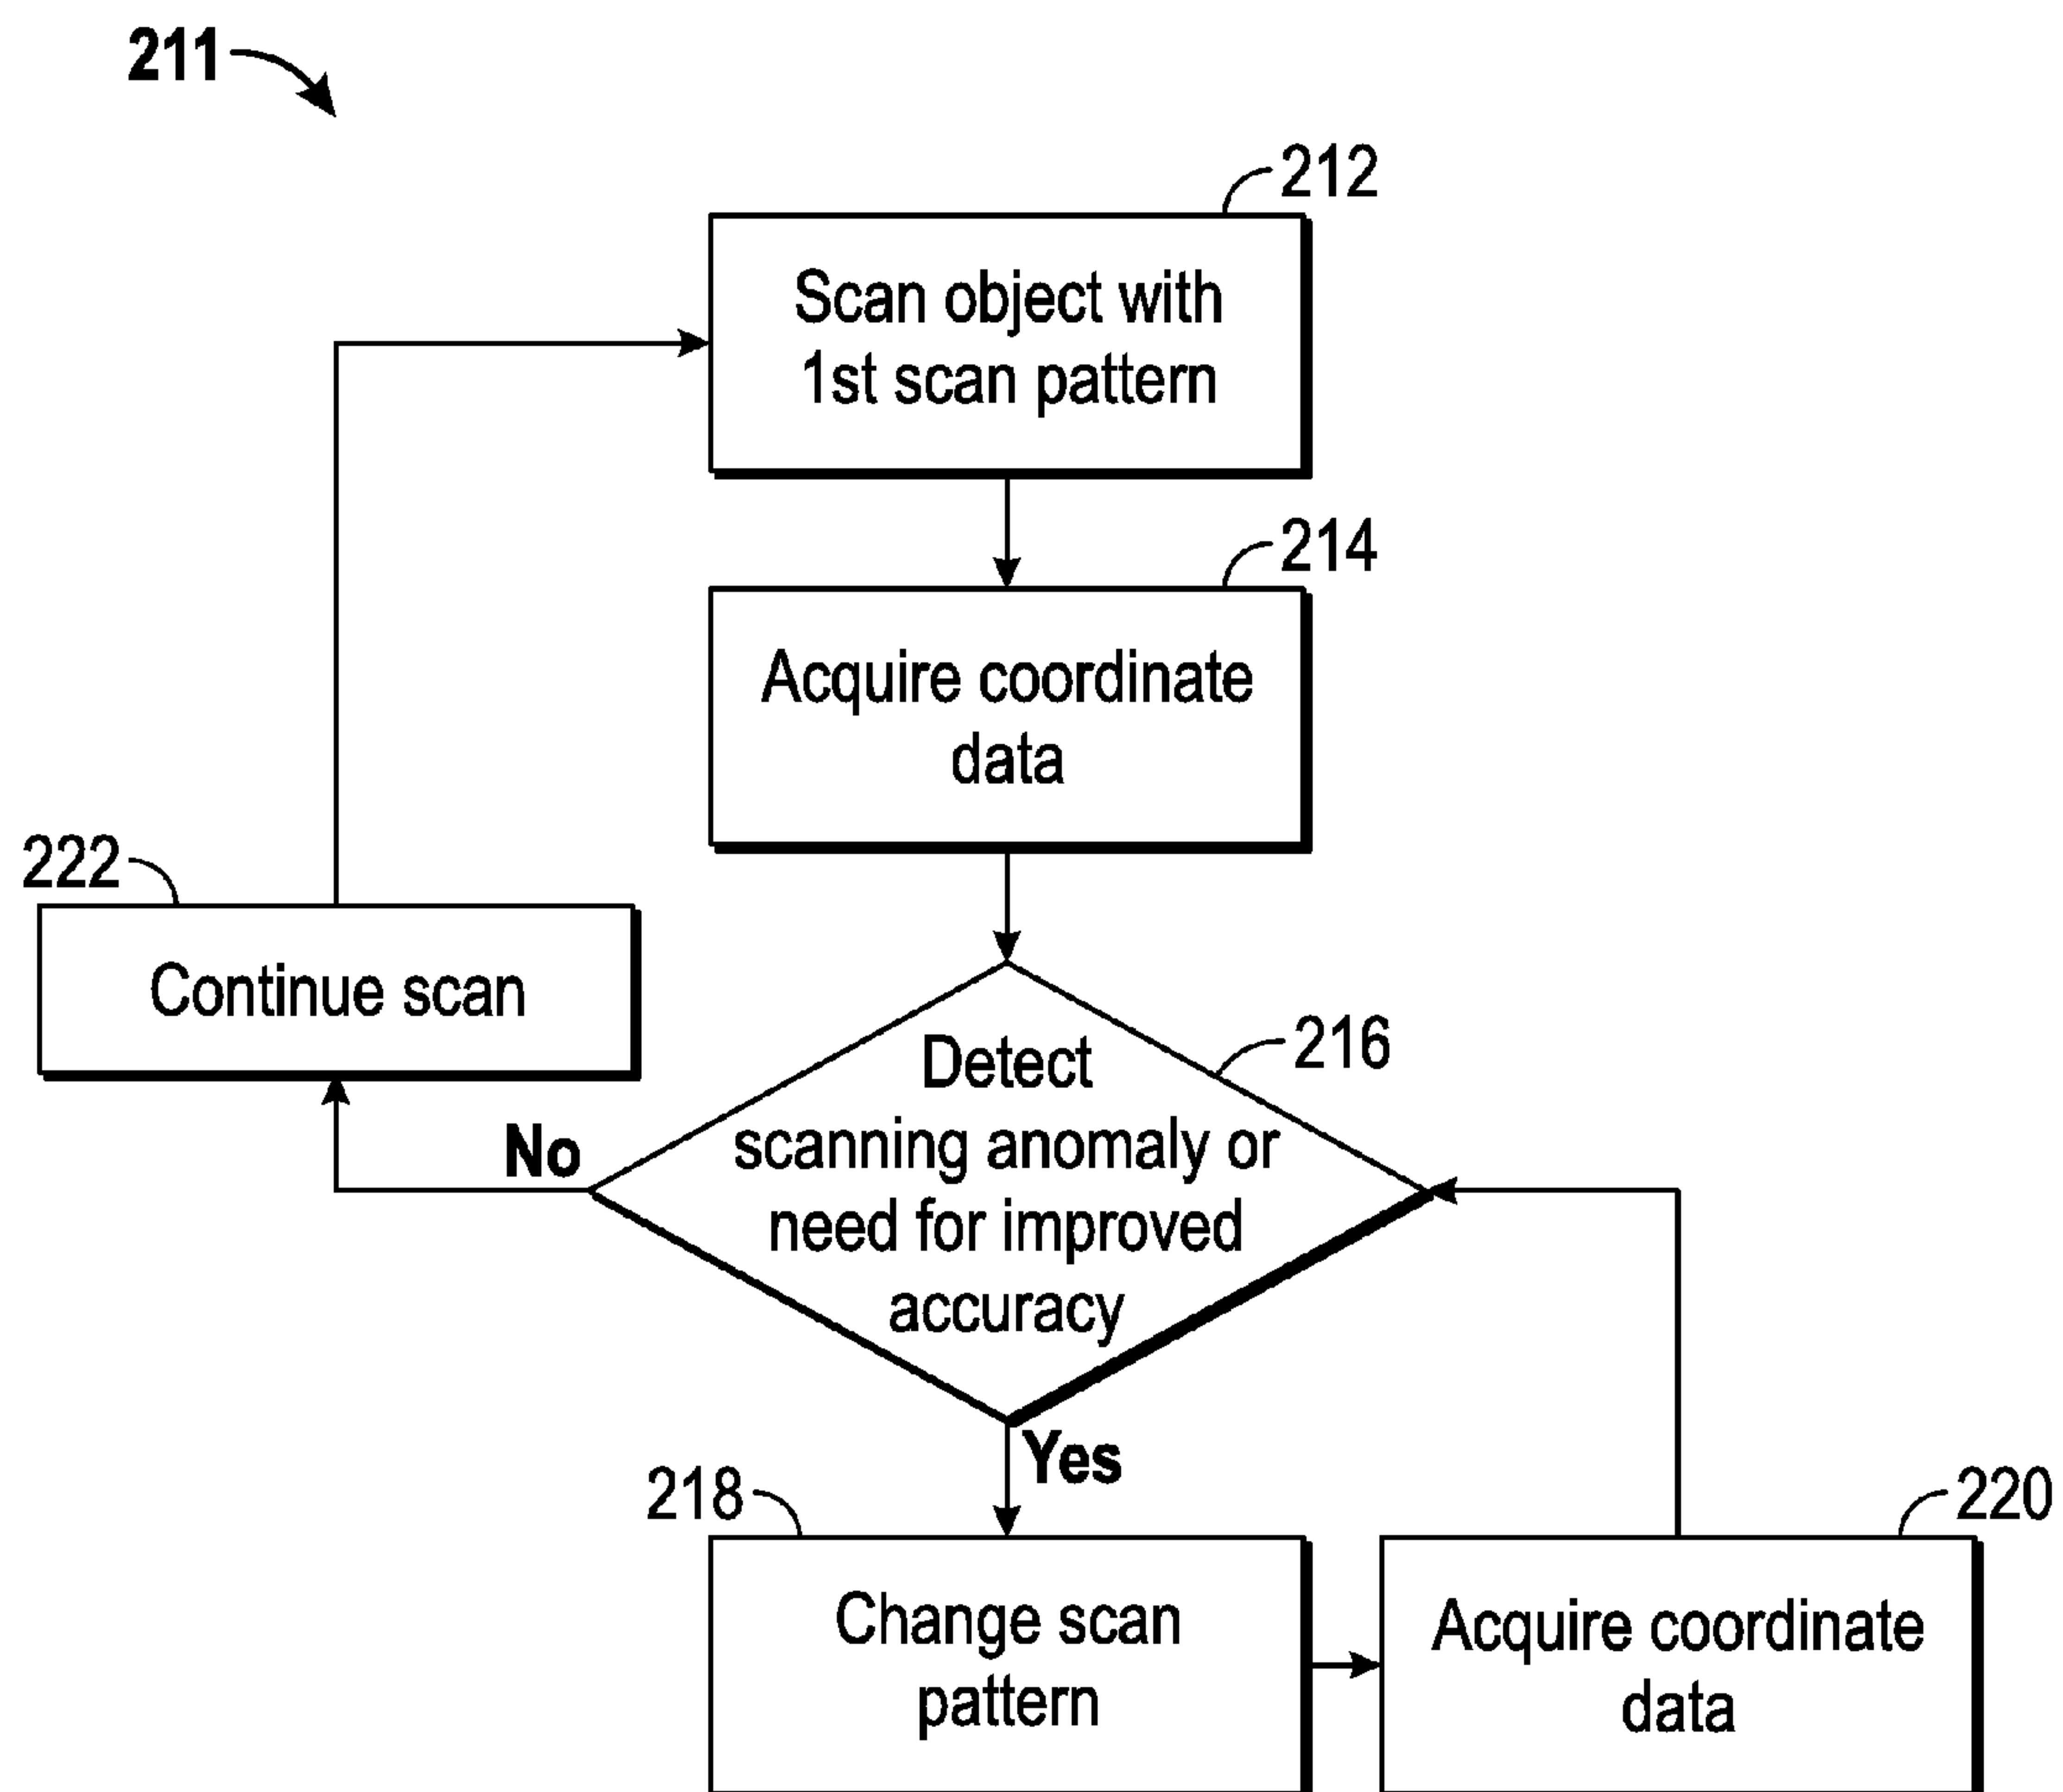 211
212
Scan object with
1st scan pattern
214
Acquire coordinate
data
222
Continue scan
216
Detect
scanning anomaly or
need for improved
accuracy
No
Yes
218
Change scan
pattern
220
Acquire coordinate
data